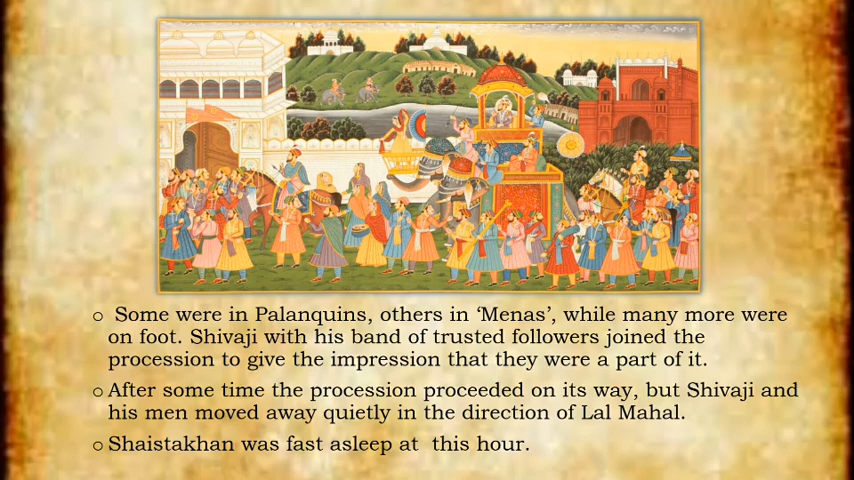 Some were in Palanquins, others in ‘Menas’, while many more were
on foot. Shivaji with his band of trusted followers joined the
procession to give the impression that they were a part of it.
After some time the procession proceeded on its way, but Shivaji and
his men moved away quietly in the direction of Lal Mahal.
Shaistakhan was fast asleep at  this hour.